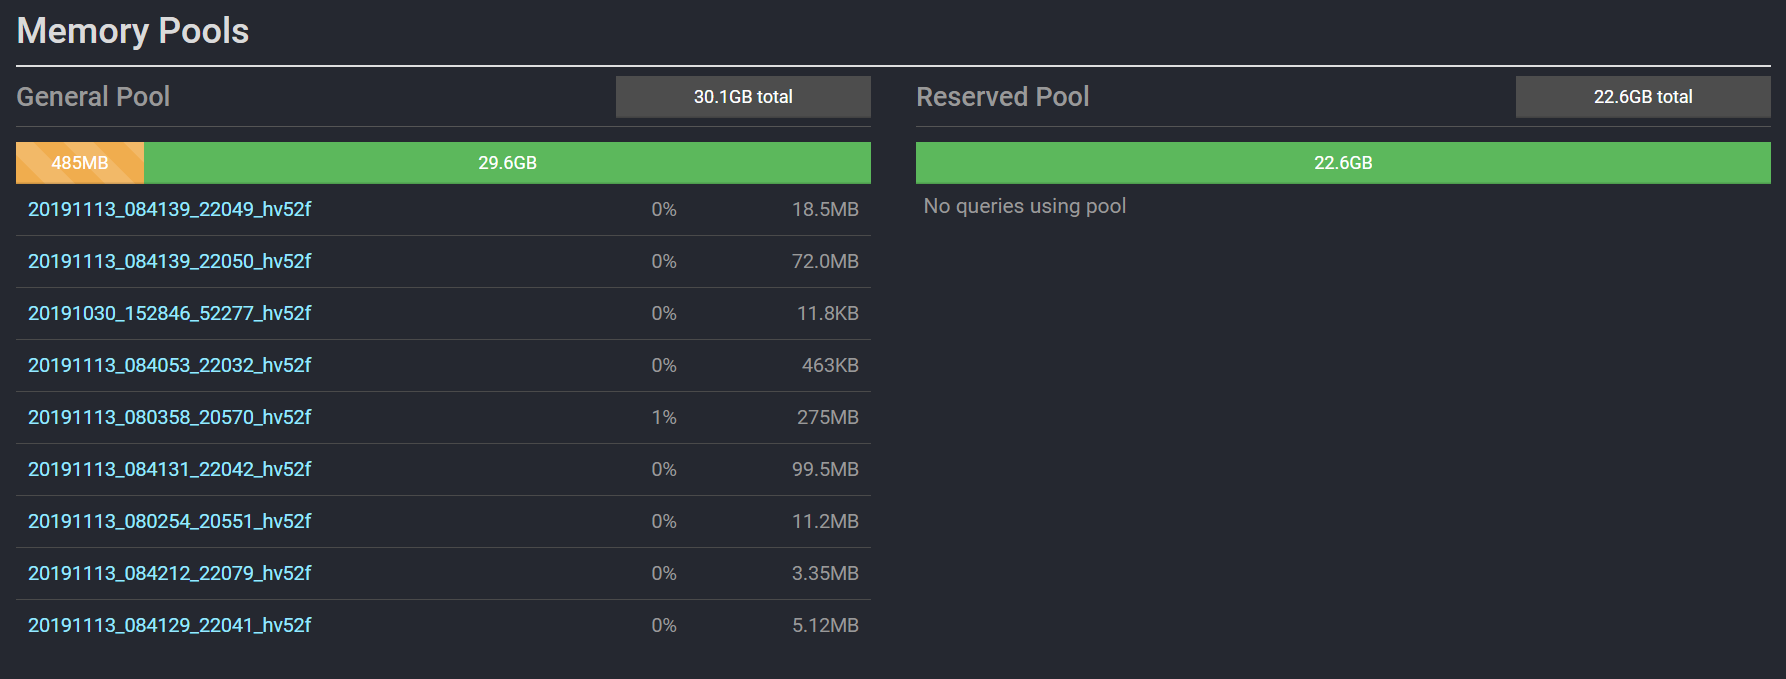 Memory Pools
General Pool
30.1GB total
485MB 29.6GB
20191113_084139_22049_hv52f 0% 18.5MB
20191113_084139_22050_hv52f 0% 72.0MB
20191030_152846_52277_hv52f 0% 11.8KB
20191113_084053_22032_hv52f 0% 463KB
20191113_080358_20570_hv52f 1% 275MB
20191113_084131_22042_hv52f 0% 99.5MB
20191113_080254_20551_hv52f 0% 11.2MB
20191113_084212_22079_hv52f 0% 3.35MB
20191113_084129_22041_hv52f 0% 5.12MB
Reserved Pool
22.6GB total
22.6GB
No queries using pool